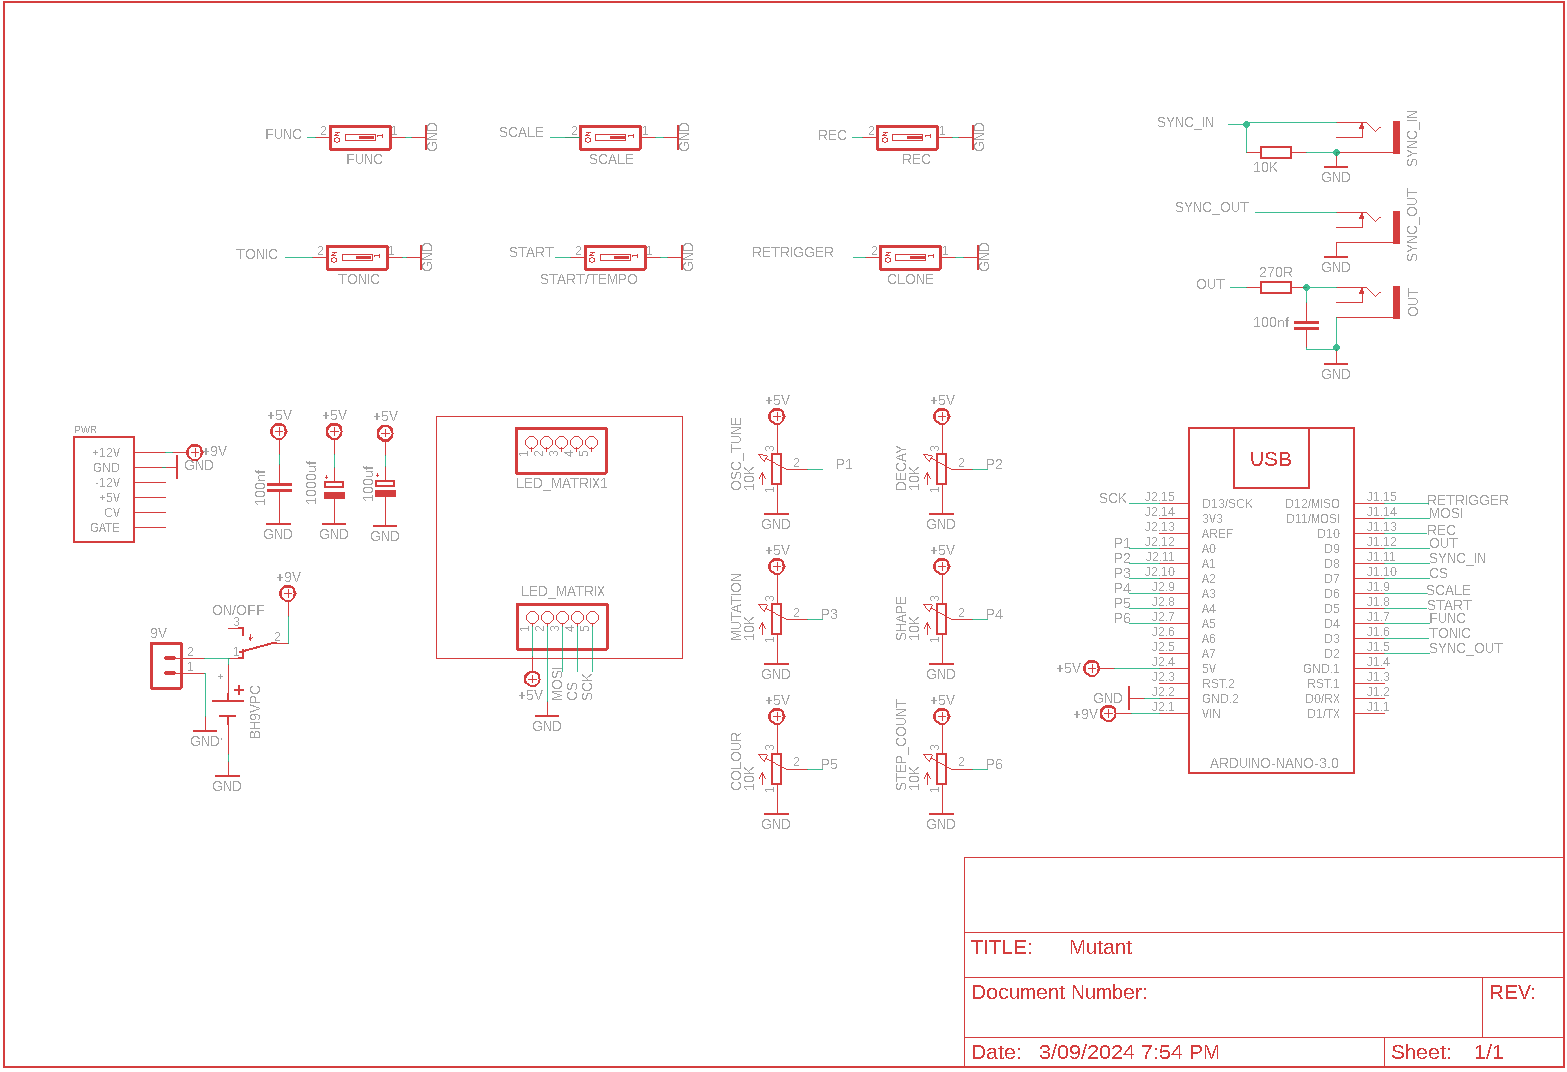 FUNC 2 ON 1 GND
FUNC
SCALE 2 ON 1 GND
SCALE
REC 2 ON 1 GND
REC
SYNC_IN
10K
GND
SYNC_IN
TONIC 2 ON 1 GND
TONIC
START 2 ON 1 GND
START/TEMPO
RETRIGGER 2 ON 1 GND
CLONE
SYNC_OUT
GND
SYNC_OUT
270R
OUT
100nf
GND
OUT
PWR
+12V
GND
-12V
+5V
CV
GATE
+9V
GND
+5V
100nf
GND
+5V
+
1000uf
GND
+5V
+
100uf
GND
1 2 3 4 5
LED_MATRIX1
LED_MATRIX
1 2 3 4 5
+5V
MOSI
CS
SCK
GND
+9V
ON/OFF
3
2
1
9V
2
1
+
+
BH9VPC
GND
GND
+5V
OSC_TUNE
10K
3
2
1
P1
GND
+5V
DECAY
10K
3
2
1
P2
GND
+5V
MUTATION
10K
3
2
1
P3
GND
+5V
SHAPE
10K
3
2
1
P4
GND
+5V
COLOUR
10K
3
2
1
P5
GND
+5V
STEP_COUNT
10K
3
2
1
P6
GND
USB
SCK J2.15 D13/SCK D12/MISO J1.15 RETRIGGER
J2.14 3V3 D11/MOSI J1.14 MOSI
J2.13 AREF D10 J1.13 REC
P1 J2.12 A0 D9 J1.12 OUT
P2 J2.11 A1 D8 J1.11 SYNC_IN
P3 J2.10 A2 D7 J1.10 CS
P4 J2.9 A3 D6 J1.9 SCALE
P5 J2.8 A4 D5 J1.8 START
P6 J2.7 A5 D4 J1.7 FUNC
J2.6 A6 D3 J1.6 TONIC
J2.5 A7 D2 J1.5 SYNC_OUT
+5V J2.4 5V GND.1 J1.4
J2.3 RST.2 RST.1 J1.3
GND J2.2 GND.2 D0/RX J1.2
+9V J2.1 VIN D1/TX J1.1
ARDUINO-NANO-3.0
TITLE: Mutant
Document Number:
REV:
Date: 3/09/2024 7:54 PM
Sheet: 1/1